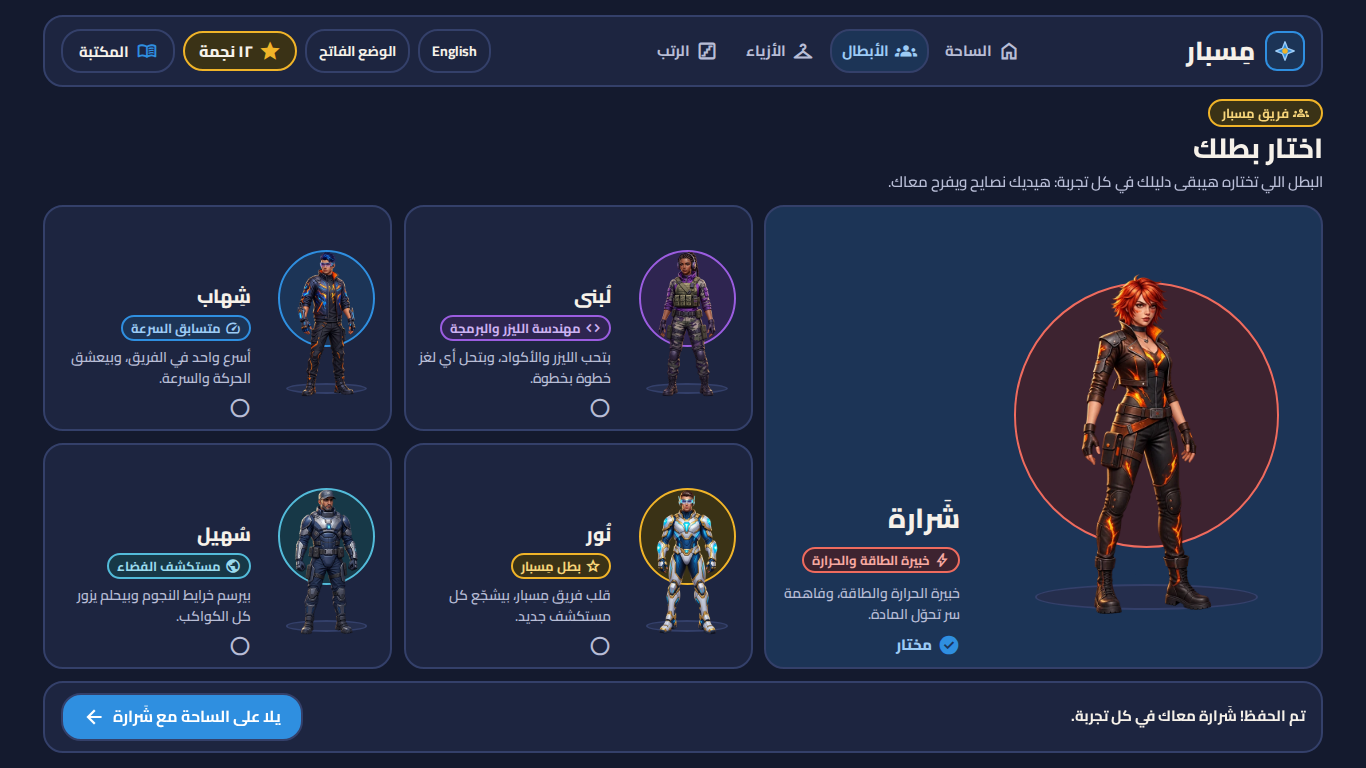 مِسبار
الساحة
الأبطال
الأزياء
الرتب
English
الوضع الفاتح
١٢ نجمة
المكتبة
فريق مِسبار
اختار بطلك
البطل اللي تختاره هيبقى دليلك في كل تجربة: هيديك نصايح ويفرح معاك.
شَرارة
خبيرة الطاقة والحرارة
خبيرة الحرارة والطاقة، وفاهمة
سر تحوّل المادة.
مختار
لُبنى
مهندسة الليزر والبرمجة
بتحب الليزر والأكواد، وبتحل أي لغز
خطوة بخطوة.
شِهاب
متسابق السرعة
أسرع واحد في الفريق، وبيعشق
الحركة والسرعة.
نُور
بطل مِسبار
قلب فريق مِسبار، بيشجّع كل
مستكشف جديد.
سُهيل
مستكشف الفضاء
بيرسم خرايط النجوم وبيحلم يزور
كل الكواكب.
تم الحفظ! شَرارة معاك في كل تجربة.
يلا على الساحة مع شَرارة